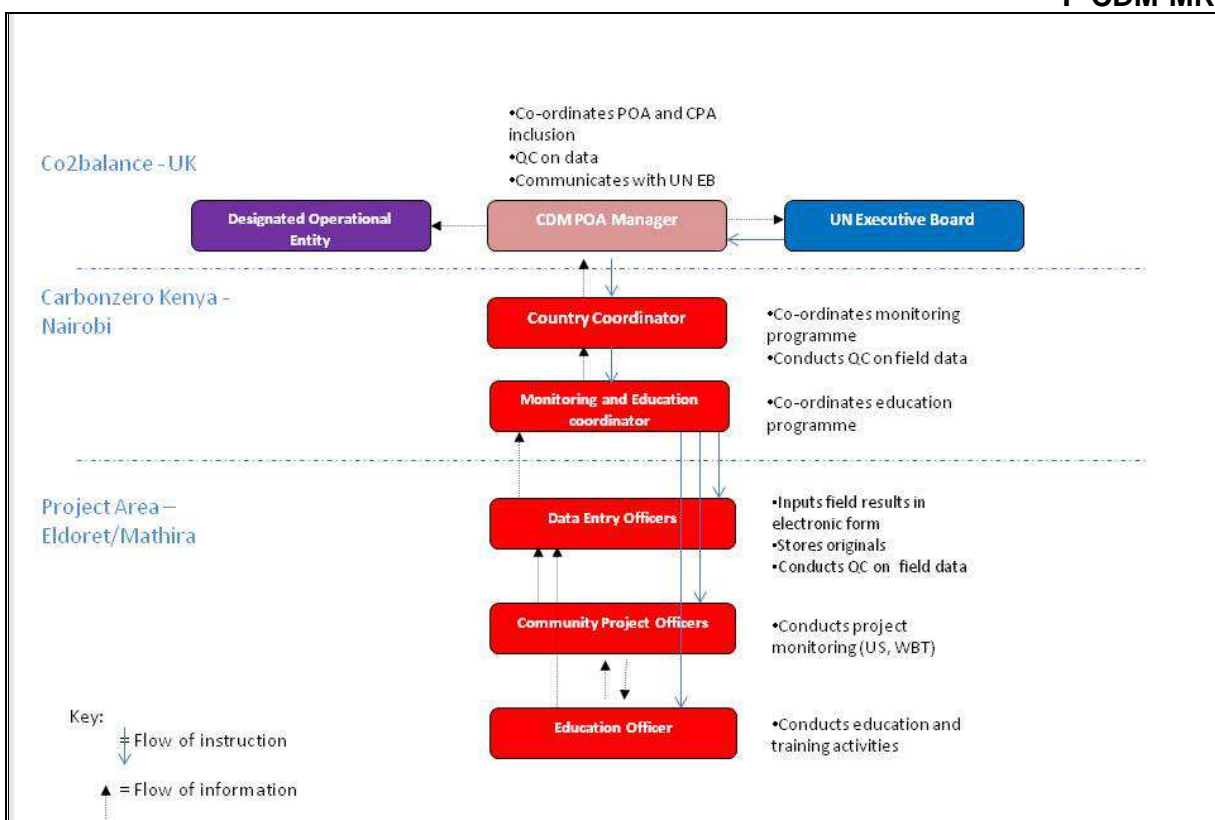 •Co-ordinates POA and CPA
inclusion
•QC on data
•Communicates with UN EB
Co2balance - UK
Designated Operational
Entity
CDM POA Manager
UN Executive Board
Carbonzero Kenya -
Nairobi
Country Coordinator
•Co-ordinates monitoring
programme
•Conducts QC on field data
Monitoring and Education
coordinator
•Co-ordinates education
programme
Project Area –
Eldoret/Mathira
Data Entry Officers
•Inputs field results in
electronic form
•Stores originals
•Conducts QC on field data
Community Project Officers
•Conducts project
monitoring (US, WBT)
Education Officer
•Conducts education and
training activities
Key:
= Flow of instruction
= Flow of information